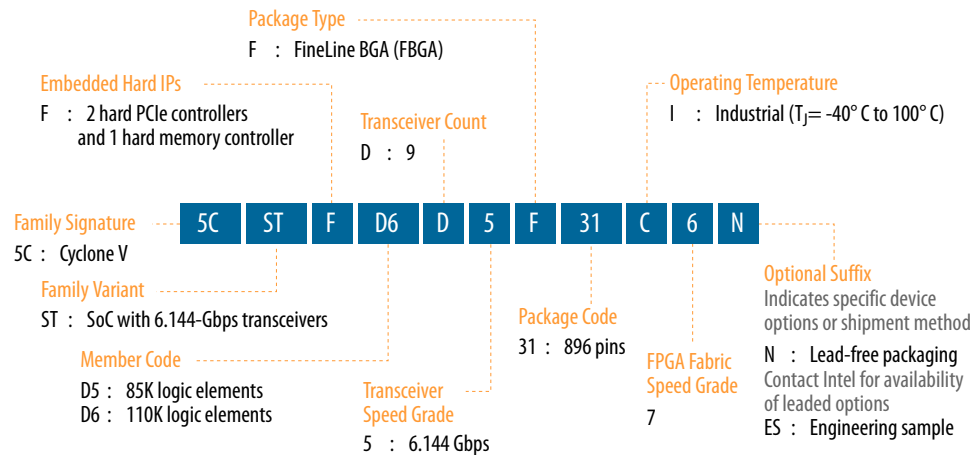 Package Type
F : FineLine BGA (FBGA)
Embedded Hard IPs
F : 2 hard PCIe controllers
and 1 hard memory controller
Transceiver Count
D : 9
Operating Temperature
I : Industrial (TJ= -40° C to 100° C)
Family Signature
5C : Cyclone V
5C ST F D6 D 5 F 31 C 6 N
Family Variant
ST : SoC with 6.144-Gbps transceivers
Member Code
D5 : 85K logic elements
D6 : 110K logic elements
Transceiver
Speed Grade
5 : 6.144 Gbps
Package Code
31 : 896 pins
FPGA Fabric
Speed Grade
7
Optional Suffix
Indicates specific device
options or shipment method
N : Lead-free packaging
Contact Intel for availability
of leaded options
ES : Engineering sample